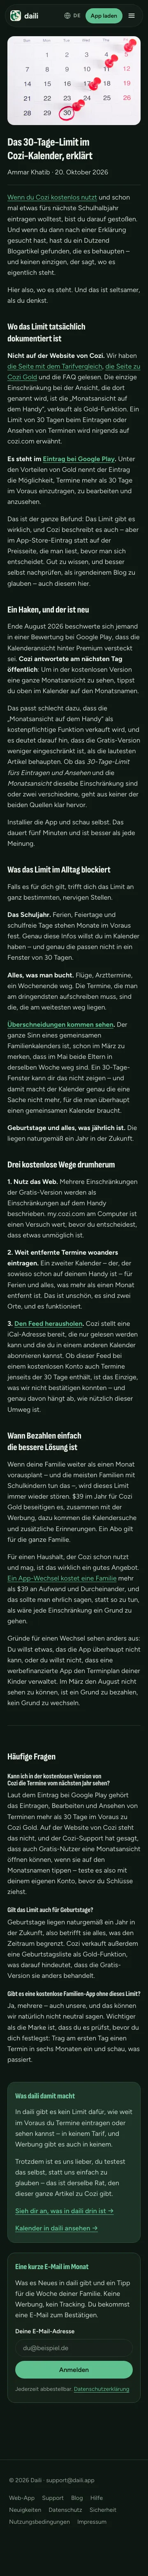 daili
DE
App laden
Sun Mon Tue Wed Thu Fri Sat
1 2 3 4 5
7 8 9 10 11 12
14 15 16 17 18 19
21 22 23 24 25 26
28 29 30
Das 30-Tage-Limit im
Cozi-Kalender, erklärt
Ammar Khatib · 20. Oktober 2026
Wenn du Cozi kostenlos nutzt und schon
mal etwas fürs nächste Schulhalbjahr
eintragen wolltest, bist du darauf gestoßen.
Und wenn du dann nach einer Erklärung
gesucht hast, hast du ein Dutzend
Blogartikel gefunden, die es behaupten –
und keinen einzigen, der sagt, wo es
eigentlich steht.
Hier also, wo es steht. Und das ist seltsamer,
als du denkst.
Wo das Limit tatsächlich
dokumentiert ist
Nicht auf der Website von Cozi. Wir haben
die Seite mit dem Tarifvergleich, die Seite zu
Cozi Gold und die FAQ gelesen. Die einzige
Einschränkung bei der Ansicht, die dort
genannt wird, ist die „Monatsansicht auf
dem Handy“, verkauft als Gold-Funktion. Ein
Limit von 30 Tagen beim Eintragen oder
Ansehen von Terminen wird nirgends auf
cozi.com erwähnt.
Es steht im Eintrag bei Google Play. Unter
den Vorteilen von Gold nennt der Eintrag
die Möglichkeit, Termine mehr als 30 Tage
im Voraus einzutragen, zu bearbeiten und
anzusehen.
Das ist der ganze Befund: Das Limit gibt es
wirklich, und Cozi beschreibt es auch – aber
im App-Store-Eintrag statt auf der
Preisseite, die man liest, bevor man sich
entscheidet. Gut zu wissen, und besser
selbst nachprüfen, als irgendeinem Blog zu
glauben – auch diesem hier.
Ein Haken, und der ist neu
Ende August 2026 beschwerte sich jemand
in einer Bewertung bei Google Play, dass die
Kalenderansicht hinter Premium versteckt
sei. Cozi antwortete am nächsten Tag
öffentlich: Um in der kostenlosen Version
eine ganze Monatsansicht zu sehen, tippst
du oben im Kalender auf den Monatsnamen.
Das passt schlecht dazu, dass die
„Monatsansicht auf dem Handy“ als
kostenpflichtige Funktion verkauft wird, und
es deutet darauf hin, dass die Gratis-Version
weniger eingeschränkt ist, als die lautesten
Artikel behaupten. Ob das 30-Tage-Limit
fürs Eintragen und Ansehen und die
Monatsansicht dieselbe Einschränkung sind
oder zwei verschiedene, geht aus keiner der
beiden Quellen klar hervor.
Installier die App und schau selbst. Das
dauert fünf Minuten und ist besser als jede
Meinung.
Was das Limit im Alltag blockiert
Falls es für dich gilt, trifft das Limit an
ganz bestimmten, nervigen Stellen.
Das Schuljahr. Ferien, Feiertage und
schulfreie Tage stehen Monate im Voraus
fest. Genau diese Infos willst du im Kalender
haben – und genau die passen nicht in ein
Fenster von 30 Tagen.
Alles, was man bucht. Flüge, Arzttermine,
ein Wochenende weg. Die Termine, die man
am dringendsten aufschreiben muss, sind
die, die am weitesten weg liegen.
Überschneidungen kommen sehen. Der
ganze Sinn eines gemeinsamen
Familienkalenders ist, schon im März zu
merken, dass im Mai beide Eltern in
derselben Woche weg sind. Ein 30-Tage-
Fenster kann dir das nicht zeigen – und
damit macht der Kalender genau das nicht
mehr für dich, wofür die man überhaupt
einen gemeinsamen Kalender braucht.
Geburtstage und alles, was jährlich ist. Die
liegen naturgemäß ein Jahr in der Zukunft.
Drei kostenlose Wege drumherum
1. Nutz das Web. Mehrere Einschränkungen
der Gratis-Version werden als
Einschränkungen auf dem Handy
beschrieben. my.cozi.com am Computer ist
einen Versuch wert, bevor du entscheidest,
dass etwas unmöglich ist.
2. Weit entfernte Termine woanders
eintragen. Ein zweiter Kalender – der, den
sowieso jeder schon am Handy hat – für
Ferien und alles, was mehr als einen Monat
entfernt ist. Das ist unschön, es sind zwei
Orte, und es funktioniert.
3. Den Feed herausholen. Cozi stellt eine
iCal-Adresse bereit, die nur gelesen werden
kann und die du in einem anderen Kalender
abonnieren kannst. Ob dieser Feed bei
einem kostenlosen Konto auch Termine
jenseits der 30 Tage enthält, ist das Einzige,
was wir nicht bestätigen konnten – und
genau davon hängt ab, wie nützlich dieser
Umweg ist.
Wann Bezahlen einfach
die bessere Lösung ist
Wenn deine Familie weiter als einen Monat
vorausplant – und die meisten Familien mit
Schulkindern tun das –, wird dieses Limit
immer wieder stören. $39 im Jahr für Cozi
Gold beseitigen es, zusammen mit der
Werbung, dazu kommen die Kalendersuche
und zusätzliche Erinnerungen. Ein Abo gilt
für die ganze Familie.
Für einen Haushalt, der Cozi schon nutzt
und mag, ist das wirklich ein gutes Angebot.
Ein App-Wechsel kostet eine Familie mehr
als $39 an Aufwand und Durcheinander, und
das sollte man ehrlich sagen, statt so zu tun,
als wäre jede Einschränkung ein Grund zu
gehen.
Gründe für einen Wechsel sehen anders aus:
Du willst etwas, das die App überhaupt nicht
kann, oder du willst nicht, dass eine
werbefinanzierte App den Terminplan deiner
Kinder verwaltet. Im März den August nicht
sehen zu können, ist ein Grund zu bezahlen,
kein Grund zu wechseln.
Häufige Fragen
Kann ich in der kostenlosen Version von
Cozi die Termine vom nächsten Jahr sehen?
Laut dem Eintrag bei Google Play gehört
das Eintragen, Bearbeiten und Ansehen von
Terminen mehr als 30 Tage im Voraus zu
Cozi Gold. Auf der Website von Cozi steht
das nicht, und der Cozi-Support hat gesagt,
dass auch Gratis-Nutzer eine Monatsansicht
öffnen können, wenn sie auf den
Monatsnamen tippen – teste es also mit
deinem eigenen Konto, bevor du Schlüsse
ziehst.
Gilt das Limit auch für Geburtstage?
Geburtstage liegen naturgemäß ein Jahr in
der Zukunft, also betrifft sie alles, was den
Zeitraum begrenzt. Cozi verkauft außerdem
eine Geburtstagsliste als Gold-Funktion,
was darauf hindeutet, dass die Gratis-
Version sie anders behandelt.
Gibt es eine kostenlose Familien-App ohne dieses Limit?
Ja, mehrere – auch unsere, und da können
wir natürlich nicht neutral sagen. Wichtiger
als die Marke ist, dass du es prüfst, bevor du
dich festlegst: Trag am ersten Tag einen
Termin in sechs Monaten ein und schau, was
passiert.
Was daili damit macht
In daili gibt es kein Limit dafür, wie weit
im Voraus du Termine eintragen oder
sehen kannst – in keinem Tarif, und
Werbung gibt es auch in keinem.
Trotzdem ist es uns lieber, du testest
das selbst, statt uns einfach zu
glauben – das ist derselbe Rat, den
dieser ganze Artikel zu Cozi gibt.
Sieh dir an, was in daili drin ist →
Kalender in daili ansehen →
Eine kurze E-Mail im Monat
Was es Neues in daili gibt und ein Tipp
für die Woche deiner Familie. Keine
Werbung, kein Tracking. Du bekommst
eine E-Mail zum Bestätigen.
Deine E-Mail-Adresse
du@beispiel.de
Anmelden
Jederzeit abbestellbar. Datenschutzerklärung
© 2026 Daili · support@daili.app
Web-App Support Blog Hilfe
Neuigkeiten Datenschutz Sicherheit
Nutzungsbedingungen Impressum